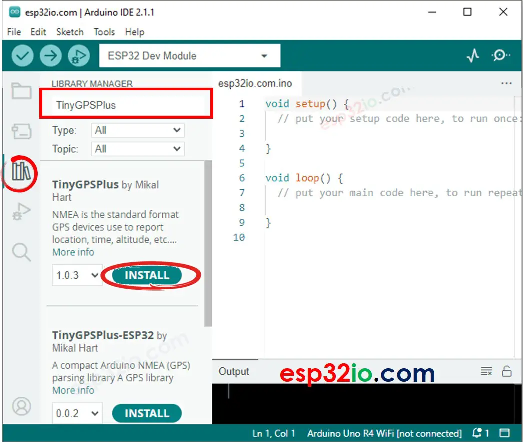 esp32io.com | Arduino IDE 2.1.1
File Edit Sketch Tools Help
ESP32 Dev Module
LIBRARY MANAGER
TinyGPSPlus
Type: All
Topic: All
TinyGPSPlus by Mikal
Hart
NMEA is the standard format
GPS devices use to report
location, time, altitude, etc....
More info
1.0.3 INSTALL
TinyGPSPlus-ESP32 by
Mikal Hart
A compact Arduino NMEA (GPS)
parsing library A GPS library
More info
0.0.2 INSTALL
esp32io.com.ino
1 void setup() {
2 // put your setup code here, to run once:
3
4 }
5
6 void loop() {
7 // put your main code here, to run repeat
8
9 }
10
esp32io.com
Output
esp32io.com
Ln 1, Col 1 Arduino Uno R4 WiFi [not connected] 1